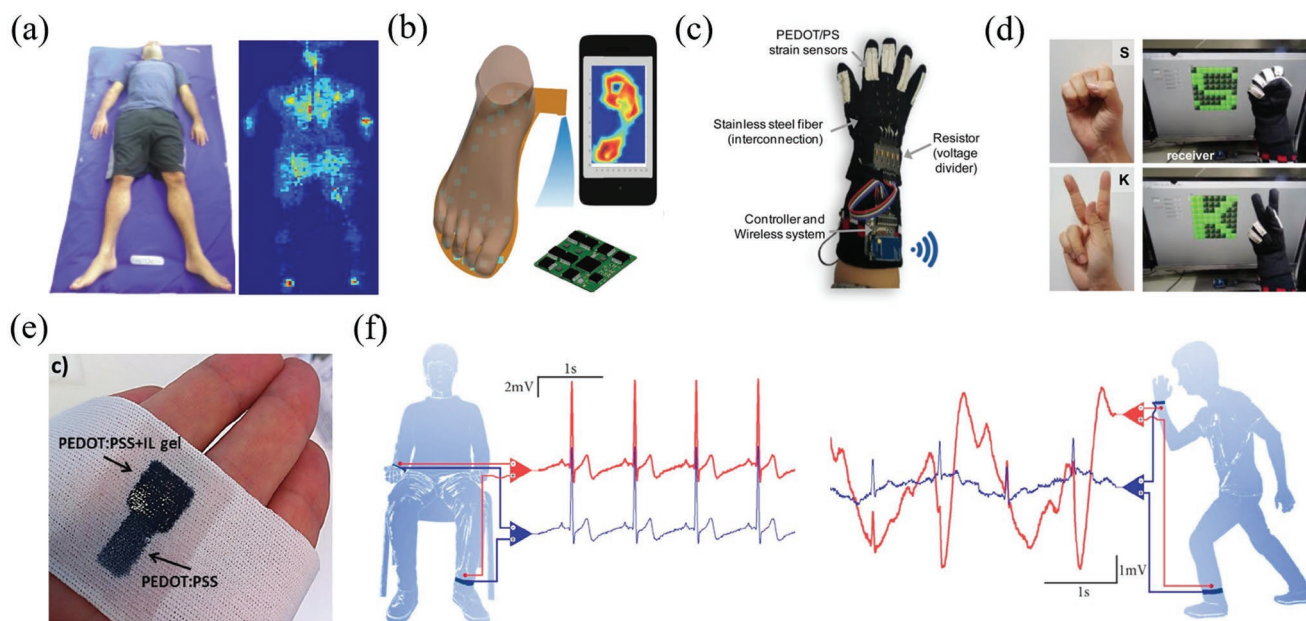 (a)
(b)
(c)
PEDOT/PS
strain sensors
Stainless steel fiber
(interconnection)
Resistor
(voltage
divider)
Controller and
Wireless system
(d)
S
receiver
K
(e)
c)
PEDOT:PSS+IL gel
PEDOT:PSS
(f)
1s
2mV
1mV
1s